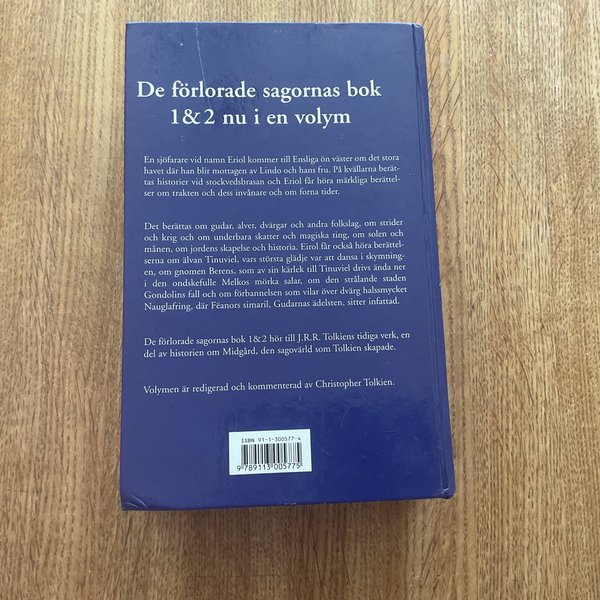 De förlorade sagornas bok
1 & 2 nu i en volym
En sjöfarare vid namn Eriol kommer till Ensliga ön väster om det stora
havet där han blir mottagen av Lindo och hans fru. På kvällarna berät-
tas historier vid stockvedsbrasan och Eriol får höra märkliga berättel-
ser om trakten och dess invånare och om forna tider.
Det berättas om gudar, alver, dvärgar och andra folkslag, om strider
och krig och om underbara skatter och magiska ting, om solen och
månen, om jordens skapelse och historia. Eirol får också höra berättel-
serna om älvan Tinuviel, vars största glädje var att dansa i skymning-
en, om gnomen Berens, som av sin kärlek till Tinuviel drivs ända ner
i den ondskefulle Melkos mörka salar, om den strålande staden
Gondolins fall och om förbannelsen som vilar över dvärg halssmycket
Nauglafring, där Fëanors simaril, Gudarnas ädelsten, sitter infattad.
De förlorade sagornas bok 1 & 2 hör till J.R.R. Tolkiens tidiga verk, en
del av historien om Midgård, den sagovärld som Tolkien skapade.
Volymen är redigerad och kommenterad av Christopher Tolkien.
ISBN 91-1-300577-4
9 789113 005775